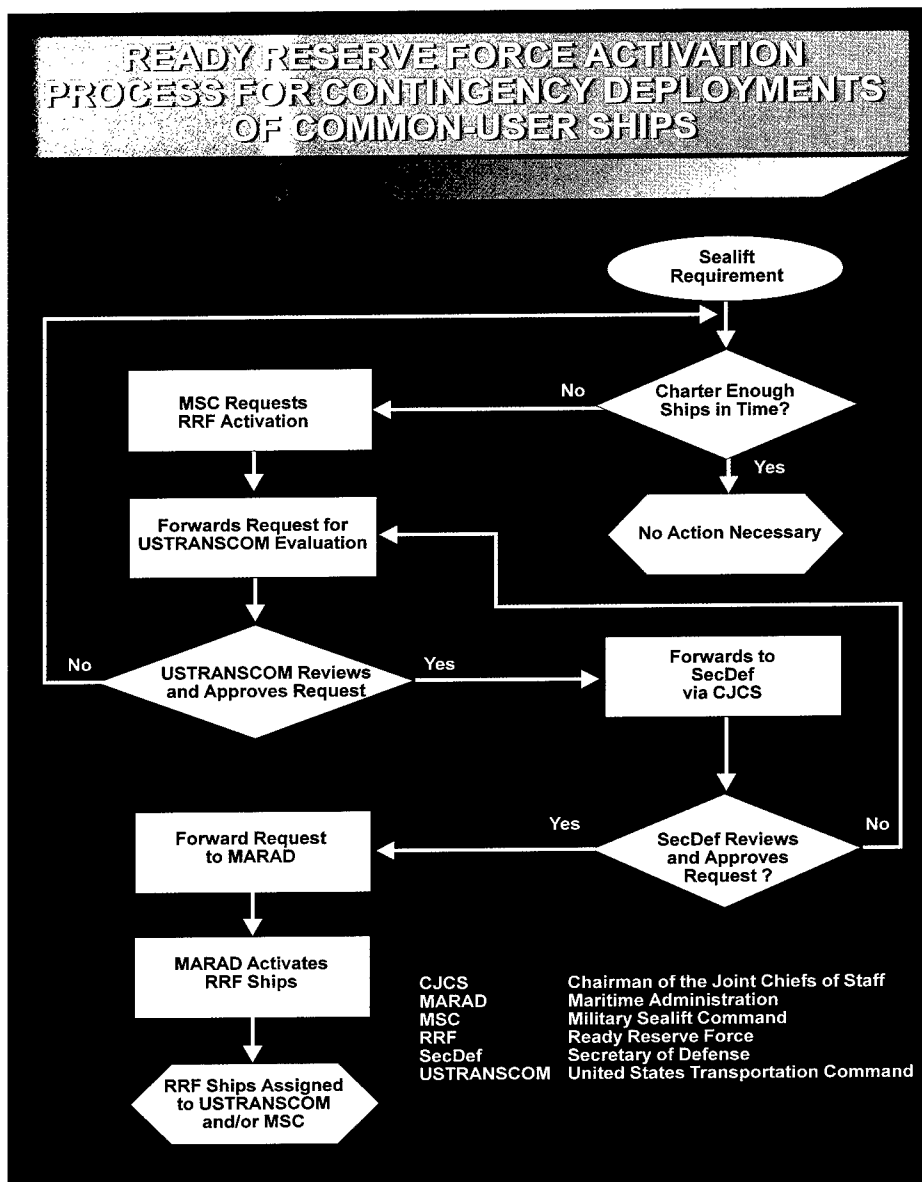 READY RESERVE FORCE ACTIVATION
PROCESS FOR CONTINGENCY DEPLOYMENTS
OF COMMON-USER SHIPS
Sealift
Requirement
Charter Enough
Ships in Time?
No
Yes
MSC Requests
RRF Activation
No Action Necessary
Forwards Request for
USTRANSCOM Evaluation
No
USTRANSCOM Reviews
and Approves Request
Yes
Forwards to
SecDef
via CJCS
SecDef Reviews
and Approves
Request ?
No
Yes
Forward Request
to MARAD
MARAD Activates
RRF Ships
RRF Ships Assigned
to USTRANSCOM
and/or MSC
CJCS Chairman of the Joint Chiefs of Staff
MARAD Maritime Administration
MSC Military Sealift Command
RRF Ready Reserve Force
SecDef Secretary of Defense
USTRANSCOM United States Transportation Command